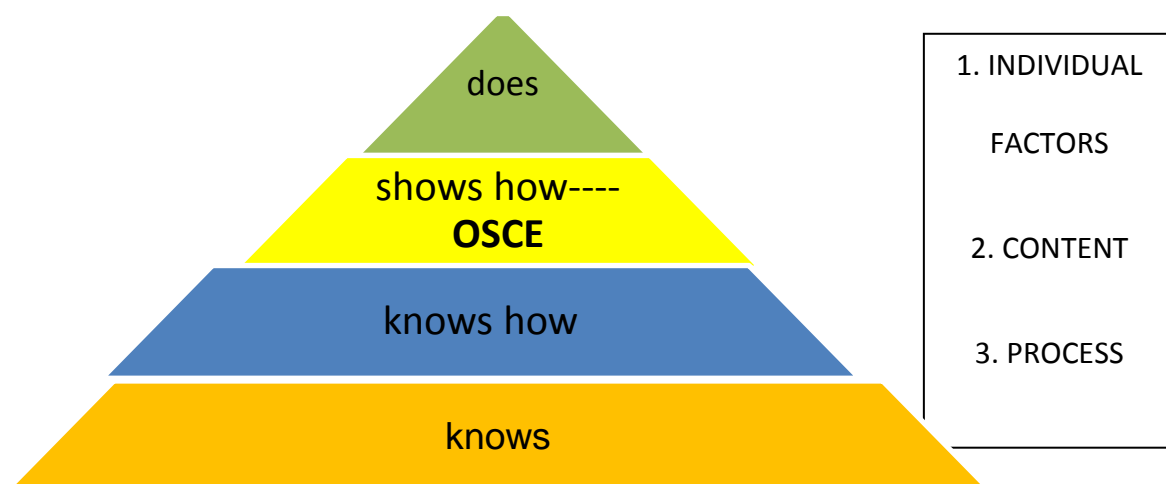 does
shows how----
OSCE
knows how
knows
1. INDIVIDUAL
FACTORS
2. CONTENT
3. PROCESS